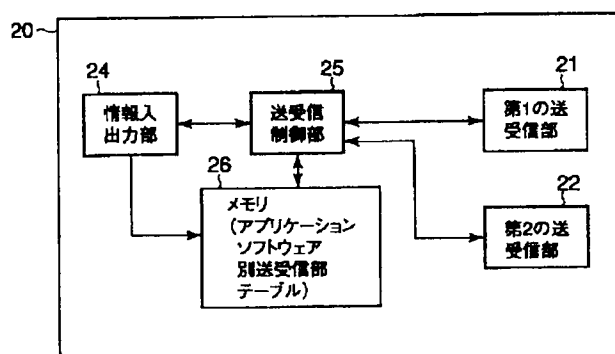 20
24
情報入
出力部
25
送受信
制御部
21
第1の送
受信部
22
第2の送
受信部
26
メモリ
(アプリケーション
ソフトウェア
別送受信部
テーブル)